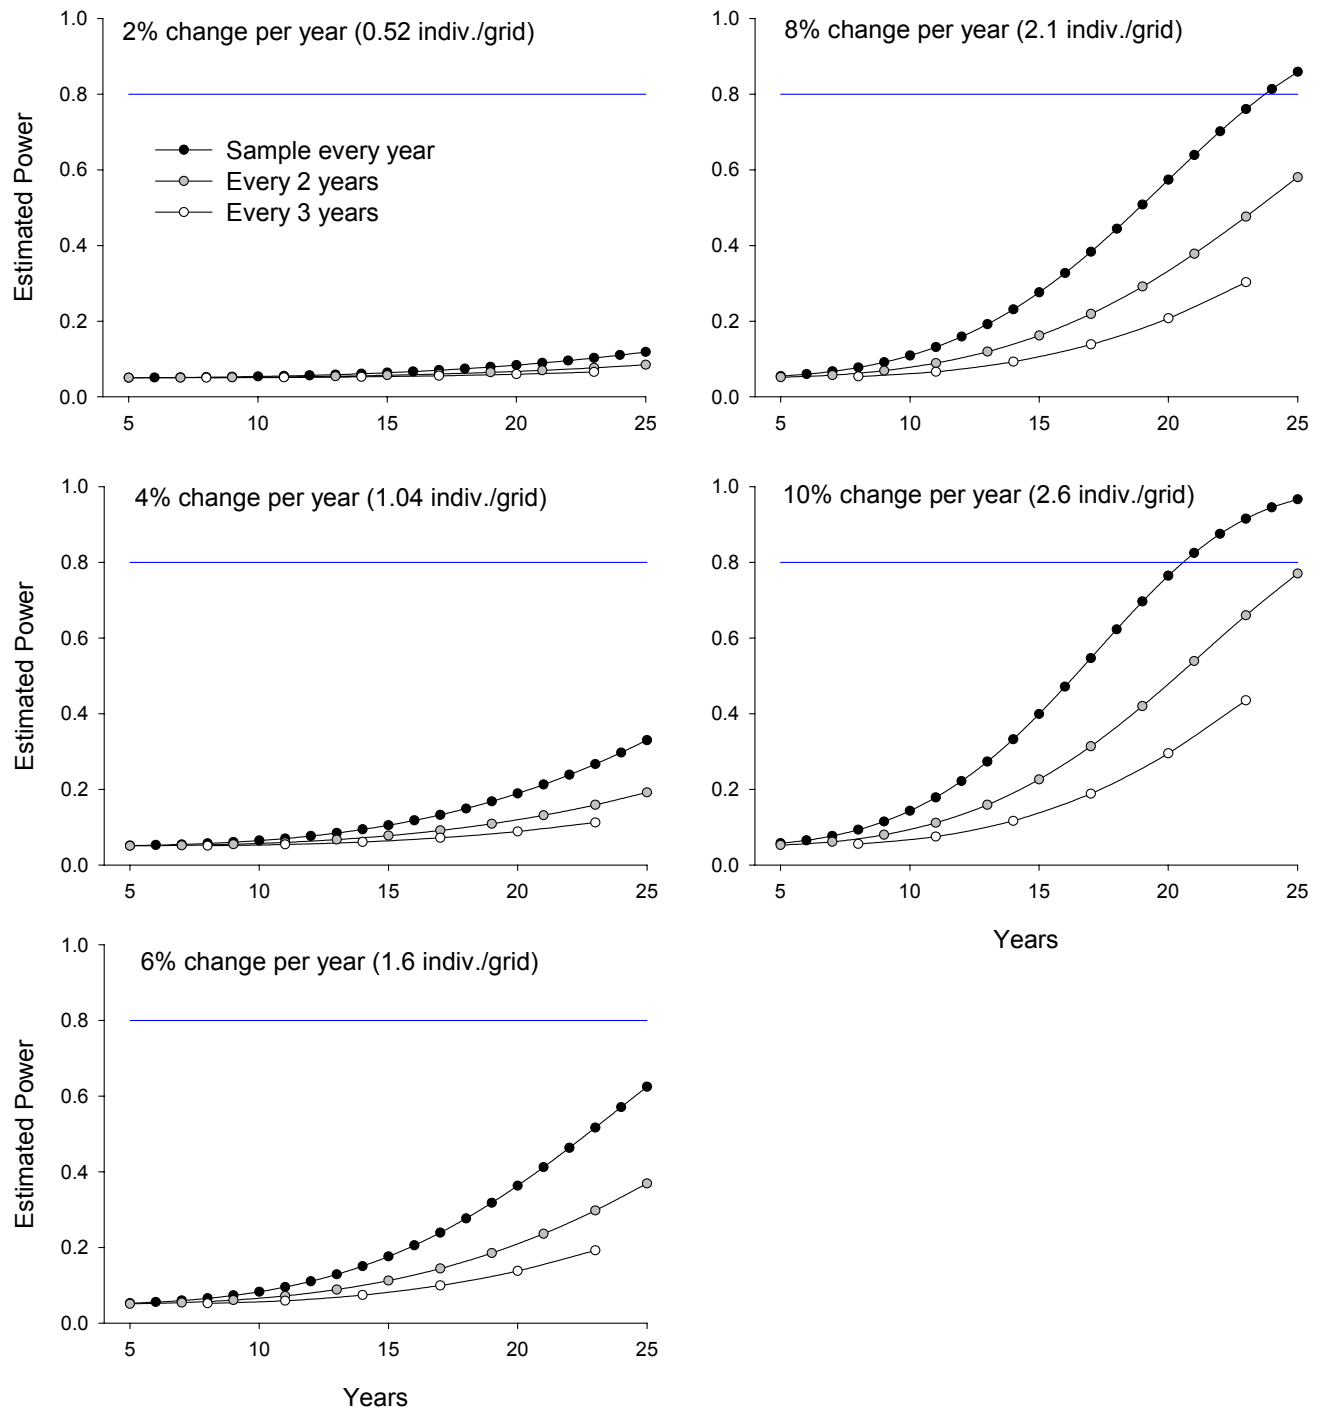 2% change per year (0.52 indiv./grid)
1.0
0.8
0.6
0.4
0.2
0.0
Estimated Power
Sample every year
Every 2 years
Every 3 years
5 10 15 20 25
8% change per year (2.1 indiv./grid)
1.0
0.8
0.6
0.4
0.2
0.0
5 10 15 20 25
4% change per year (1.04 indiv./grid)
1.0
0.8
0.6
0.4
0.2
0.0
Estimated Power
5 10 15 20 25
10% change per year (2.6 indiv./grid)
1.0
0.8
0.6
0.4
0.2
0.0
5 10 15 20 25
Years
6% change per year (1.6 indiv./grid)
1.0
0.8
0.6
0.4
0.2
0.0
Estimated Power
5 10 15 20 25
Years